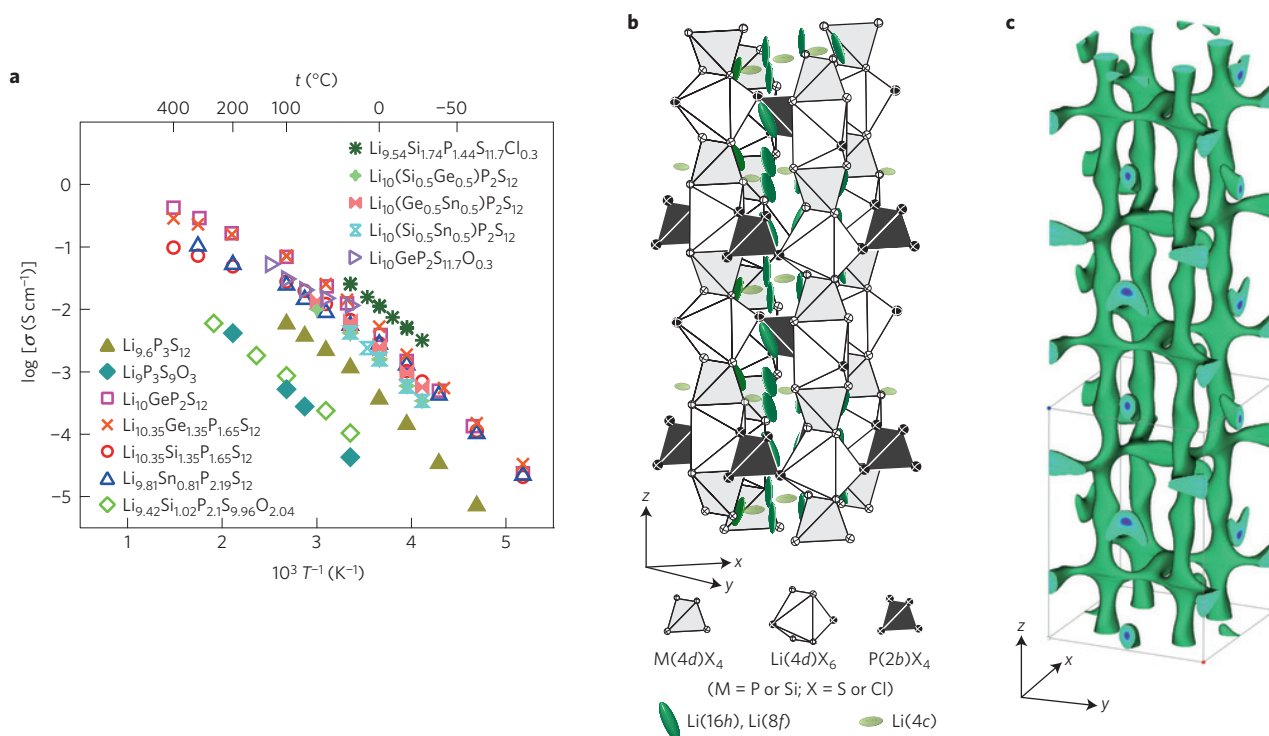 a
t (°C)
400 200 100 0 −50
0
−1
−2
−3
−4
−5
log [σ (S cm⁻¹)]
Li₉.₅₄Si₁.₇₄P₁.₄₄S₁₁.₇Cl₀.₃
Li₁₀(Si₀.₅Ge₀.₅)P₂S₁₂
Li₁₀(Ge₀.₅Sn₀.₅)P₂S₁₂
Li₁₀(Si₀.₅Sn₀.₅)P₂S₁₂
Li₁₀GeP₂S₁₁.₇O₀.₃
Li₉.₆P₃S₁₂
Li₉P₃S₉O₃
Li₁₀GeP₂S₁₂
Li₁₀.₃₅Ge₁.₃₅P₁.₆₅S₁₂
Li₁₀.₃₅Si₁.₃₅P₁.₆₅S₁₂
Li₉.₈₁Sn₀.₈₁P₂.₁₉S₁₂
Li₉.₄₂Si₁.₀₂P₂.₁S₉.₉₆O₂.₀₄
1 2 3 4 5
10³ T⁻¹ (K⁻¹)
b
z
x
y
M(4d)X₄ Li(4d)X₆ P(2b)X₄
(M = P or Si; X = S or Cl)
Li(16h), Li(8f) Li(4c)
c
z
x
y